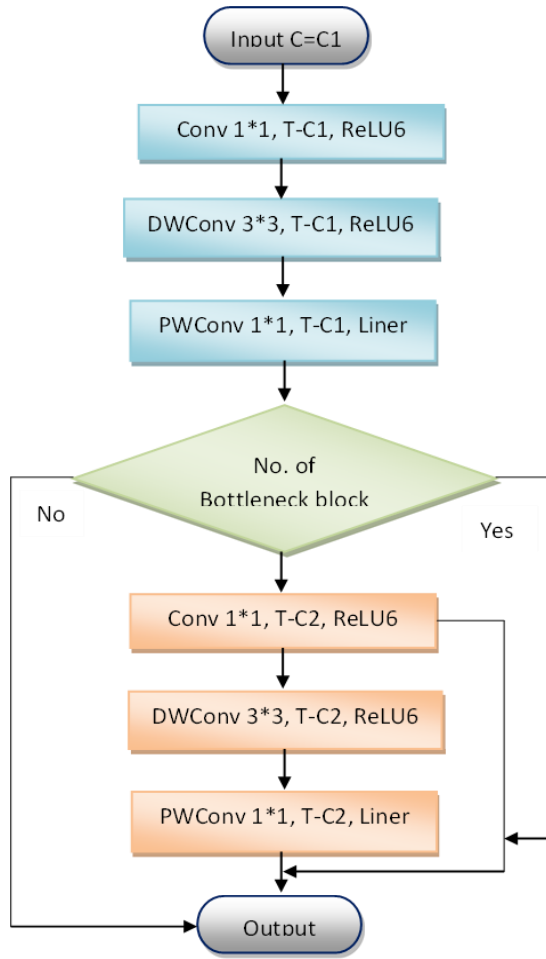 Input C=C1
Conv 1*1, T-C1, ReLU6
DWConv 3*3, T-C1, ReLU6
PWConv 1*1, T-C1, Liner
No. of
Bottleneck block
No
Yes
Conv 1*1, T-C2, ReLU6
DWConv 3*3, T-C2, ReLU6
PWConv 1*1, T-C2, Liner
Output